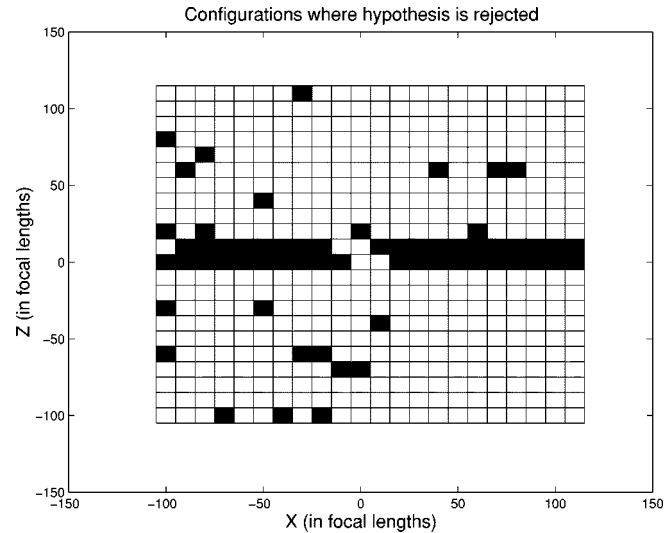 Configurations where hypothesis is rejected
150
100
50
0
−50
−100
−150
Z (in focal lengths)
−150 −100 −50 0 50 100 150
X (in focal lengths)